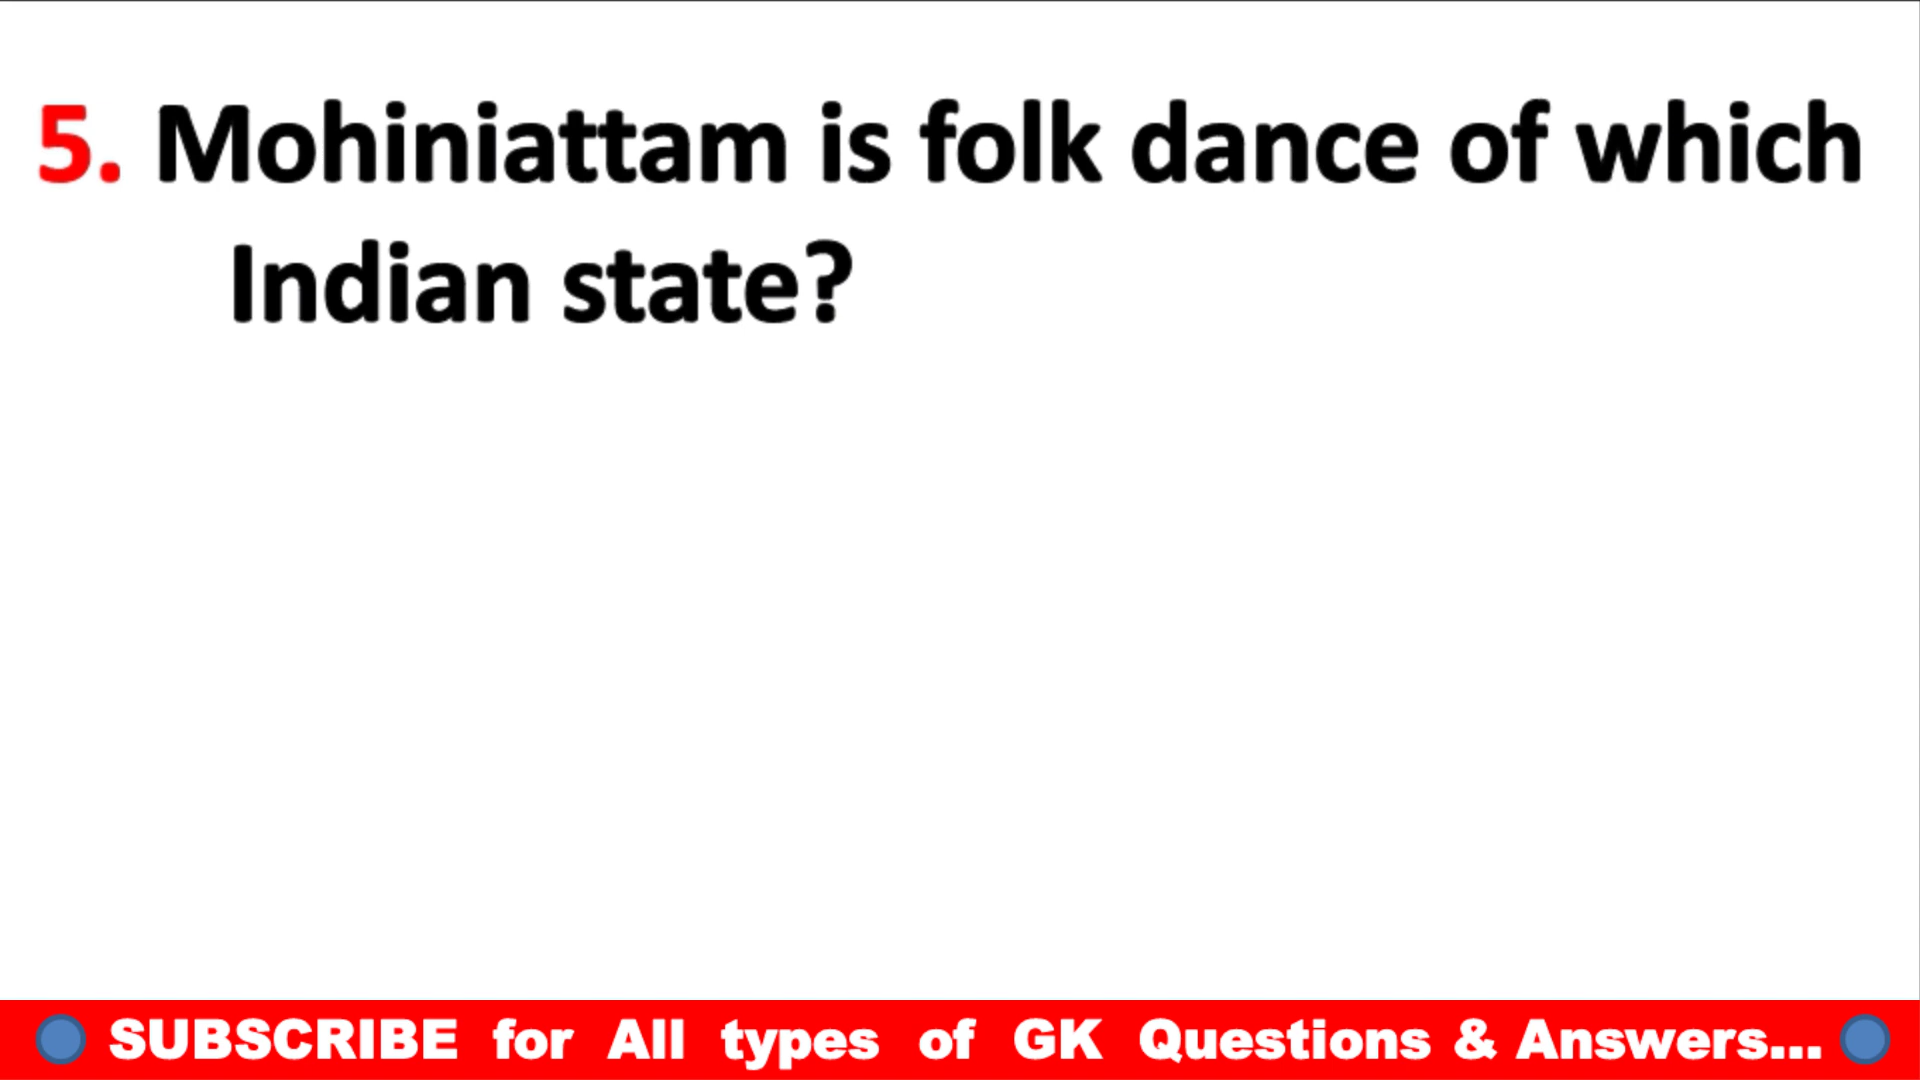 5. Mohiniattam is folk dance of which
Indian state?
SUBSCRIBE for All types of GK Questions & Answers...